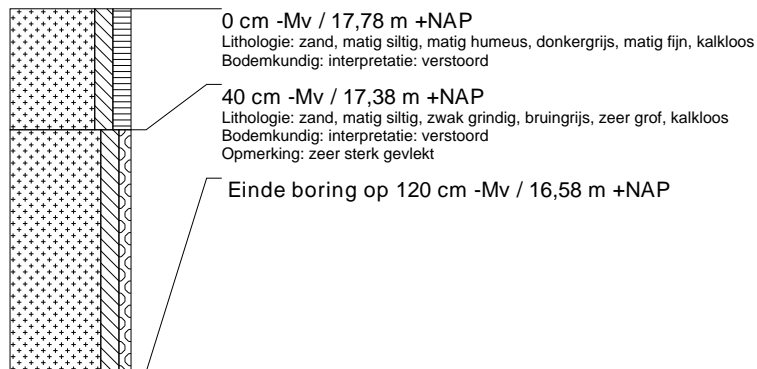 0 cm -Mv / 17,78 m +NAP
Lithologie: zand, matig siltig, matig humeus, donkergrijs, matig fijn, kalkloos
Bodemkundig: interpretatie: verstoord
40 cm -Mv / 17,38 m +NAP
Lithologie: zand, matig siltig, zwak grindig, bruingrijs, zeer grof, kalkloos
Bodemkundig: interpretatie: verstoord
Opmerking: zeer sterk gevlekt
Einde boring op 120 cm -Mv / 16,58 m +NAP